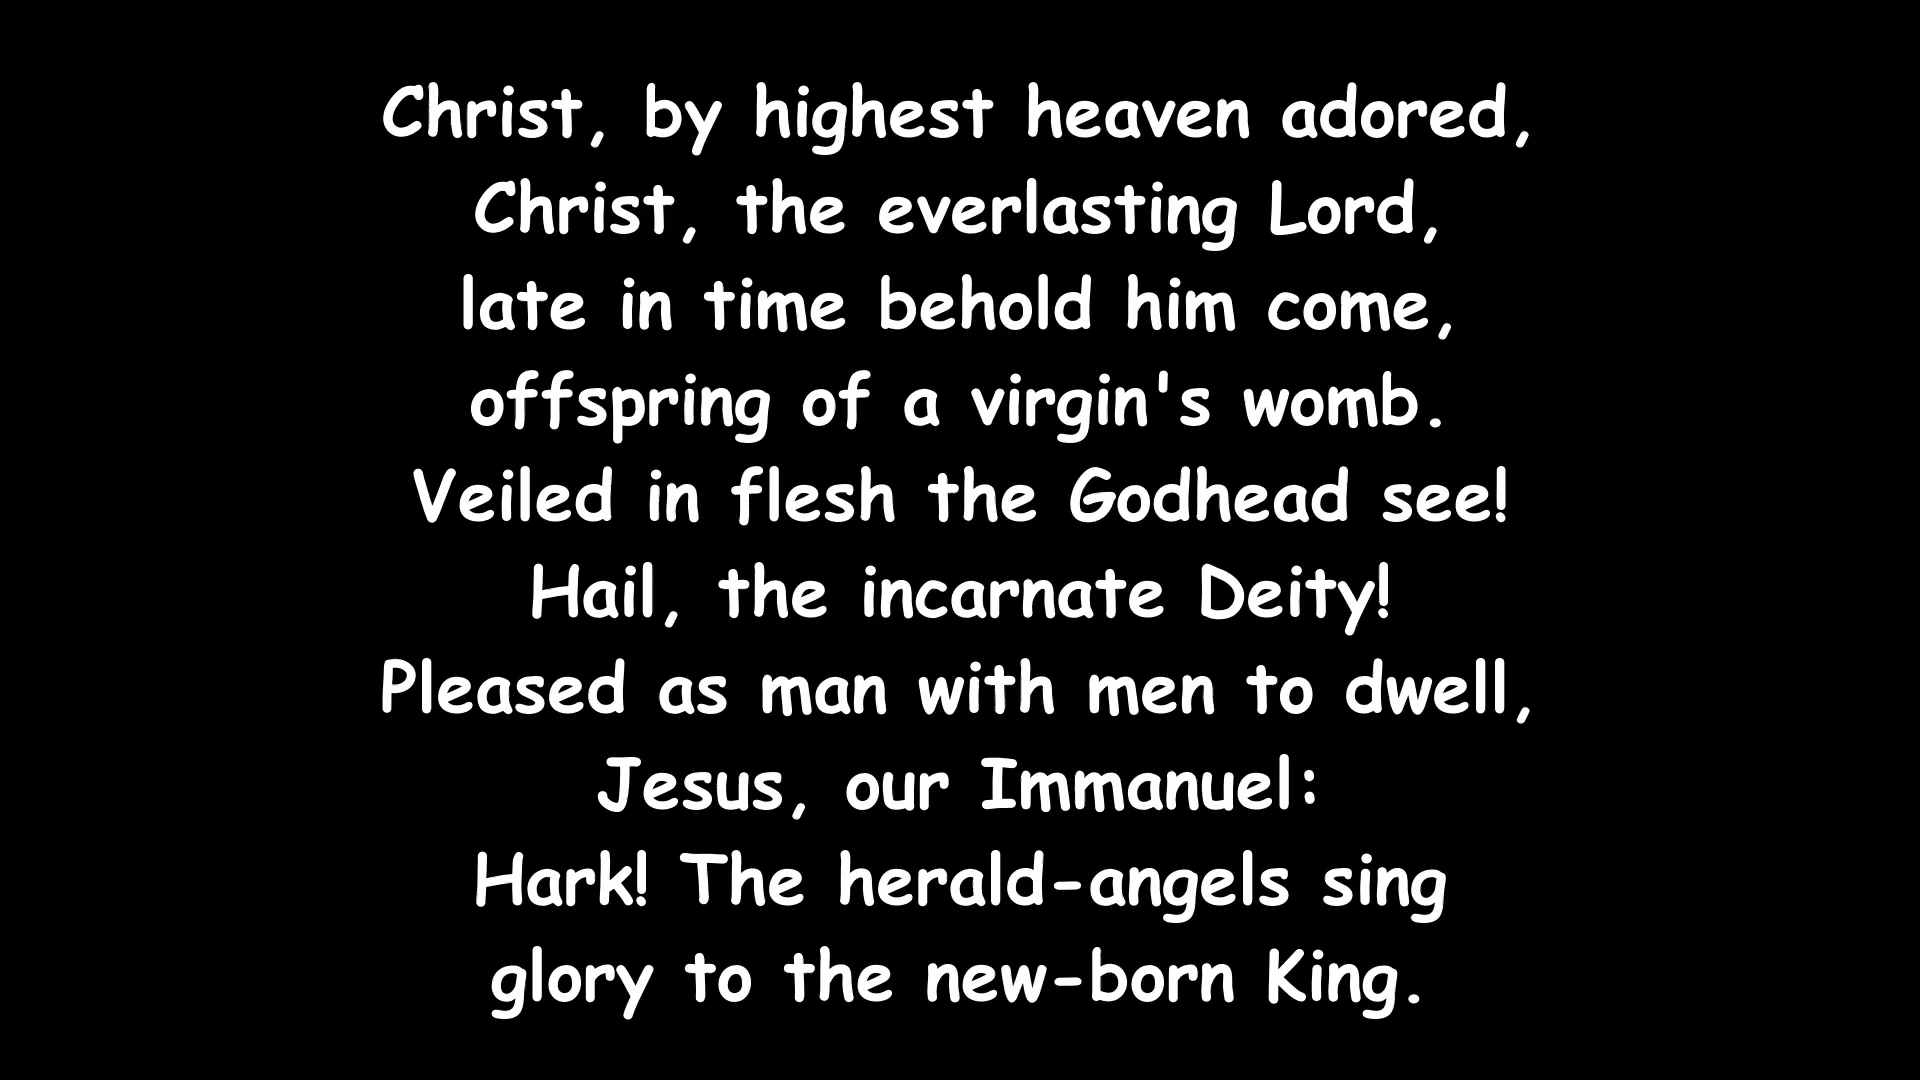 Christ, by highest heaven adored,
Christ, the everlasting Lord,
late in time behold him come,
offspring of a virgin's womb.
Veiled in flesh the Godhead see!
Hail, the incarnate Deity!
Pleased as man with men to dwell,
Jesus, our Immanuel:
Hark! The herald-angels sing
glory to the new-born King.